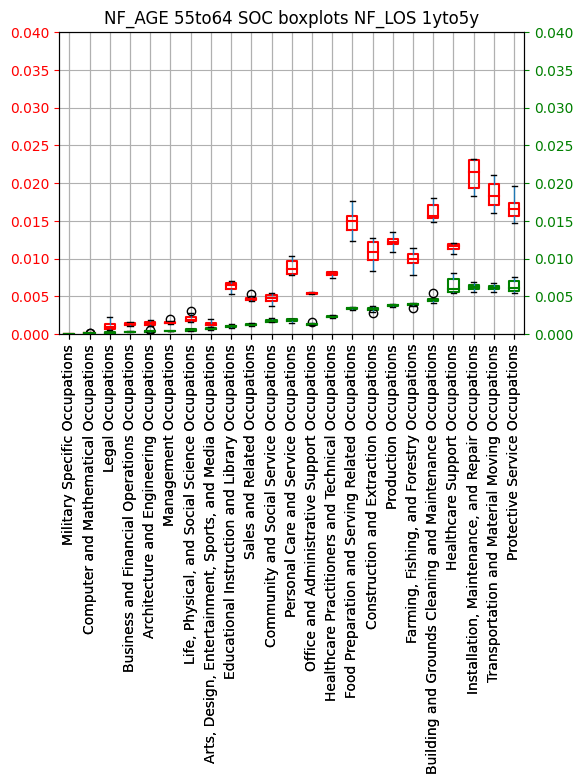 NF_AGE 55to64 SOC boxplots NF_LOS 1yto5y
0.040
0.035
0.030
0.025
0.020
0.015
0.010
0.005
0.000
0.040
0.035
0.030
0.025
0.020
0.015
0.010
0.005
0.000
Military Specific Occupations
Computer and Mathematical Occupations
Legal Occupations
Business and Financial Operations Occupations
Architecture and Engineering Occupations
Management Occupations
Life, Physical, and Social Science Occupations
Arts, Design, Entertainment, Sports, and Media Occupations
Educational Instruction and Library Occupations
Sales and Related Occupations
Community and Social Service Occupations
Personal Care and Service Occupations
Office and Administrative Support Occupations
Healthcare Practitioners and Technical Occupations
Food Preparation and Serving Related Occupations
Construction and Extraction Occupations
Production Occupations
Farming, Fishing, and Forestry Occupations
Building and Grounds Cleaning and Maintenance Occupations
Healthcare Support Occupations
Installation, Maintenance, and Repair Occupations
Transportation and Material Moving Occupations
Protective Service Occupations